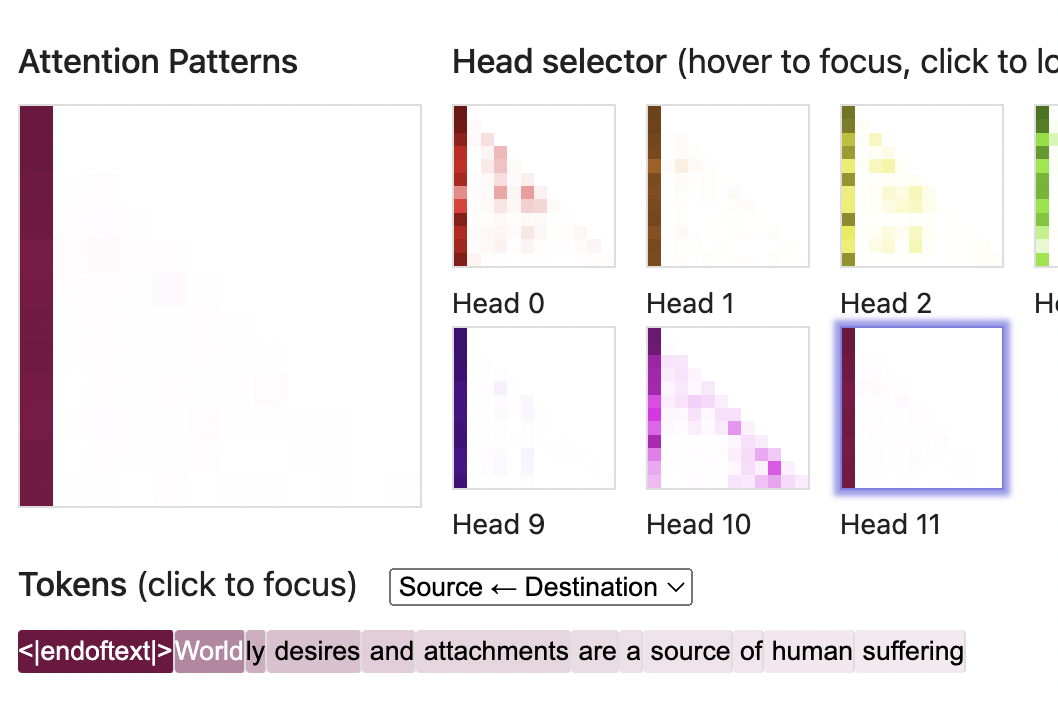 Attention Patterns
Head selector (hover to focus, click to lo
Head 0
Head 1
Head 2
He
Head 9
Head 10
Head 11
Tokens (click to focus)
Source ← Destination
<|endoftext|>Worldly desires and attachments are a source of human suffering